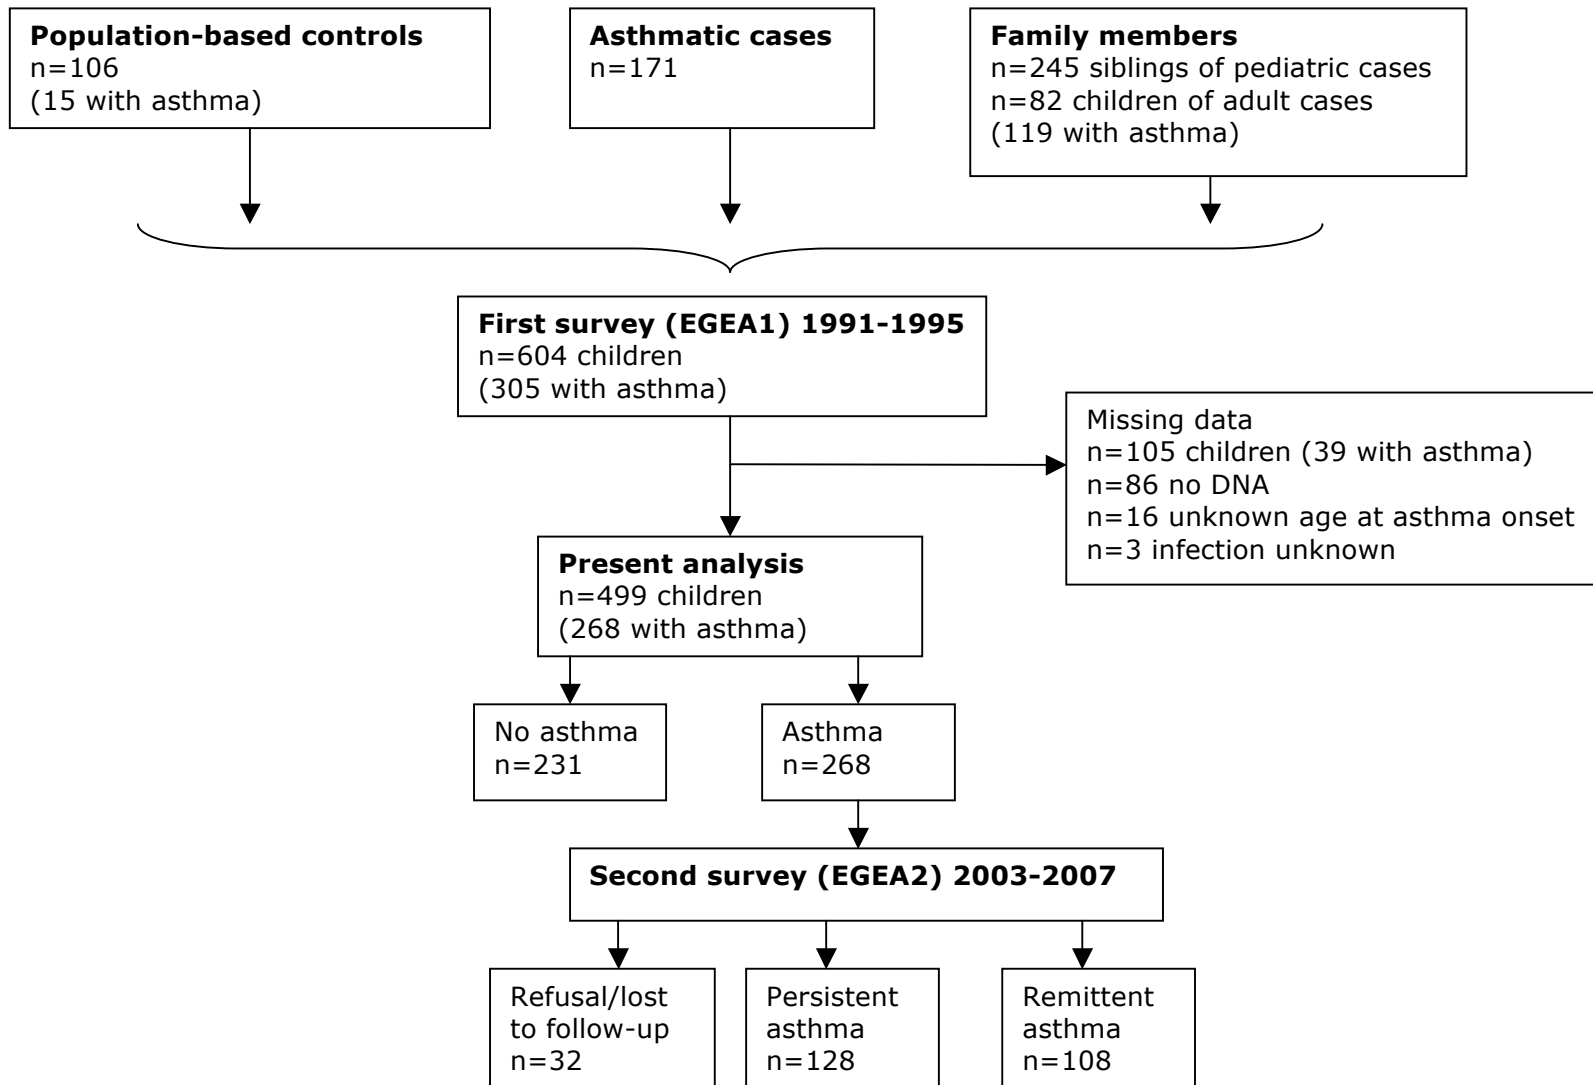 Population-based controls
n=106
(15 with asthma)
Asthmatic cases
n=171
Family members
n=245 siblings of pediatric cases
n=82 children of adult cases
(119 with asthma)
First survey (EGEA1) 1991-1995
n=604 children
(305 with asthma)
Missing data
n=105 children (39 with asthma)
n=86 no DNA
n=16 unknown age at asthma onset
n=3 infection unknown
Present analysis
n=499 children
(268 with asthma)
No asthma
n=231
Asthma
n=268
Second survey (EGEA2) 2003-2007
Refusal/lost
to follow-up
n=32
Persistent
asthma
n=128
Remittent
asthma
n=108